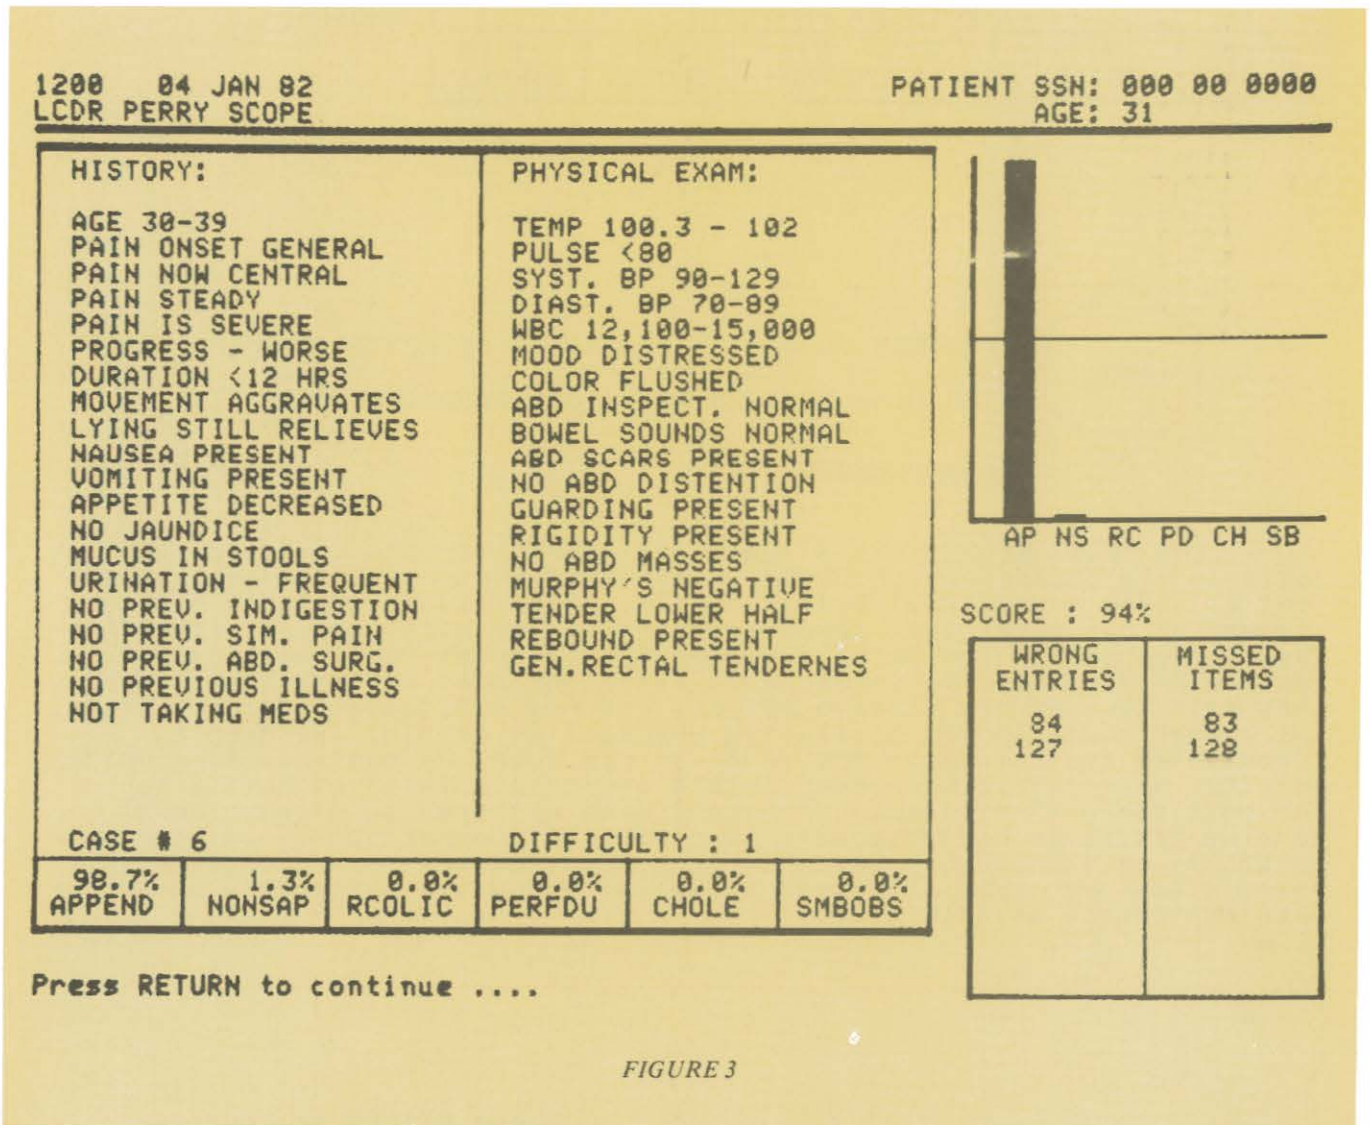 1200 04 JAN 82
LCDR PERRY SCOPE
PATIENT SSN: 000 00 0000
AGE: 31
HISTORY:
AGE 30-39
PAIN ONSET GENERAL
PAIN NOW CENTRAL
PAIN STEADY
PAIN IS SEVERE
PROGRESS - WORSE
DURATION <12 HRS
MOVEMENT AGGRAVATES
LYING STILL RELIEVES
NAUSEA PRESENT
VOMITING PRESENT
APPETITE DECREASED
NO JAUNDICE
MUCUS IN STOOLS
URINATION - FREQUENT
NO PREV. INDIGESTION
NO PREV. SIM. PAIN
NO PREV. ABD. SURG.
NO PREVIOUS ILLNESS
NOT TAKING MEDS
PHYSICAL EXAM:
TEMP 100.3 - 102
PULSE <80
SYST. BP 90-129
DIAST. BP 70-89
WBC 12,100-15,000
MOOD DISTRESSED
COLOR FLUSHED
ABD INSPECT. NORMAL
BOWEL SOUNDS NORMAL
ABD SCARS PRESENT
NO ABD DISTENTION
GUARDING PRESENT
RIGIDITY PRESENT
NO ABD MASSES
MURPHY'S NEGATIVE
TENDER LOWER HALF
REBOUND PRESENT
GEN.RECTAL TENDERNES
CASE # 6
DIFFICULTY : 1
98.7% 1.3% 0.0% 0.0% 0.0% 0.0%
APPEND NONSAP RCOLIC PERFDU CHOLE SMBOBS
AP NS RC PD CH SB
SCORE : 94%
WRONG MISSED
ENTRIES ITEMS
84 83
127 128
Press RETURN to continue ....
FIGURE 3